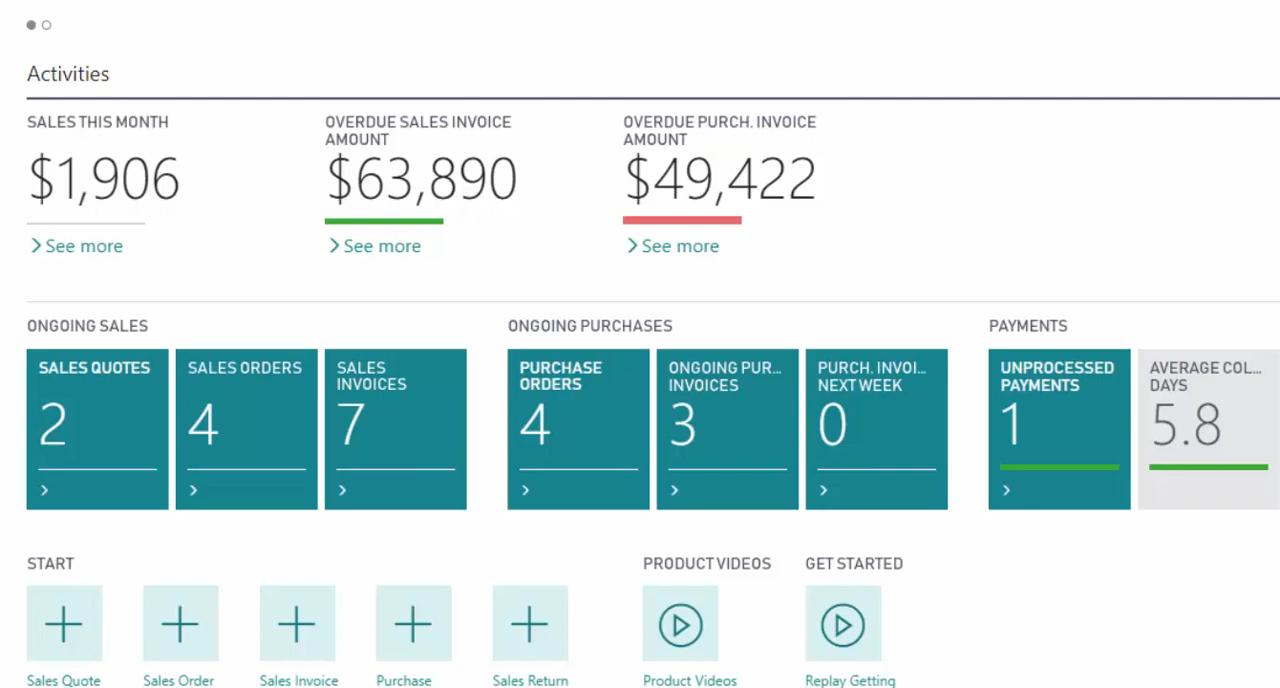 Activities
SALES THIS MONTH
$1,906
See more
OVERDUE SALES INVOICE
AMOUNT
$63,890
See more
OVERDUE PURCH. INVOICE
AMOUNT
$49,422
See more
ONGOING SALES
SALES QUOTES
2
SALES ORDERS
4
SALES
INVOICES
7
ONGOING PURCHASES
PURCHASE
ORDERS
4
ONGOING PUR...
INVOICES
3
PURCH. INVOI...
NEXT WEEK
0
PAYMENTS
UNPROCESSED
PAYMENTS
1
AVERAGE COL...
DAYS
5.8
START
Sales Quote
Sales Order
Sales Invoice
Purchase
Sales Return
PRODUCT VIDEOS
Product Videos
GET STARTED
Replay Getting